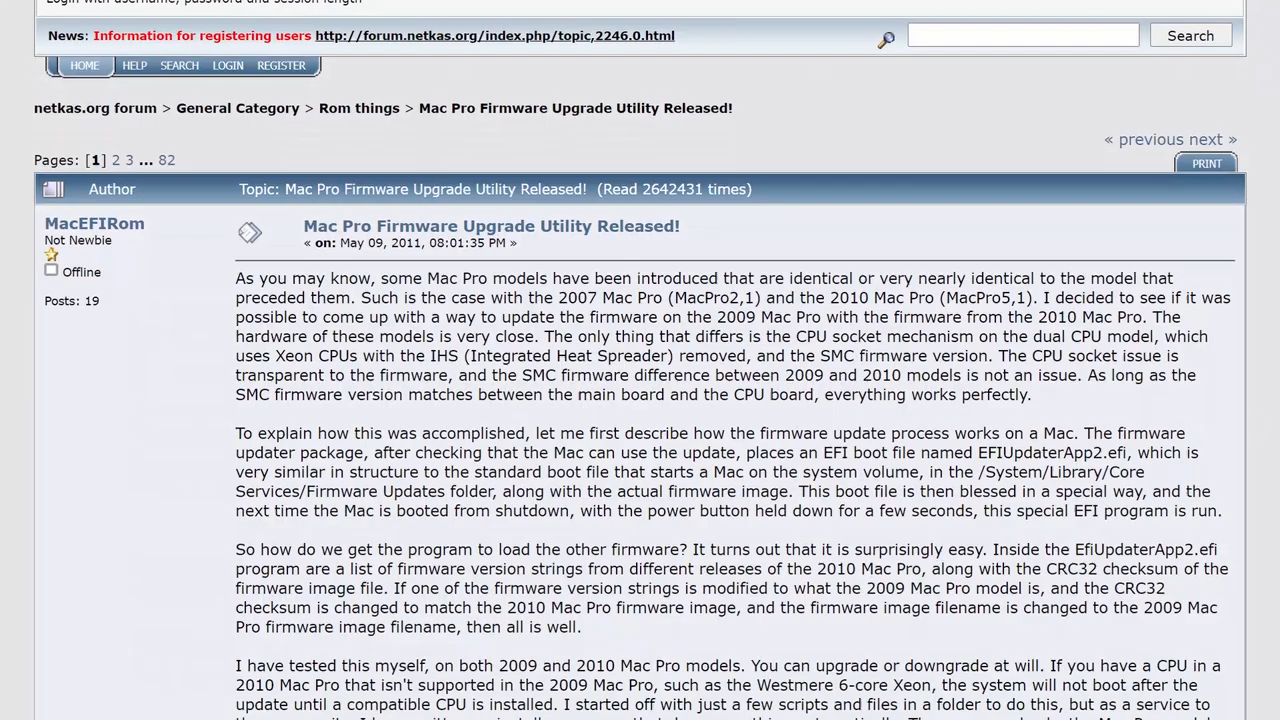 Login with username, password and session length
News: Information for registering users http://forum.netkas.org/index.php/topic,2246.0.html
Search
HOME HELP SEARCH LOGIN REGISTER
netkas.org forum > General Category > Rom things > Mac Pro Firmware Upgrade Utility Released!
« previous next »
Pages: [1] 2 3 ... 82
PRINT
Author Topic: Mac Pro Firmware Upgrade Utility Released! (Read 2642431 times)
MacEFIRom
Not Newbie
Offline
Posts: 19
Mac Pro Firmware Upgrade Utility Released!
« on: May 09, 2011, 08:01:35 PM »
As you may know, some Mac Pro models have been introduced that are identical or very nearly identical to the model that
preceded them. Such is the case with the 2007 Mac Pro (MacPro2,1) and the 2010 Mac Pro (MacPro5,1). I decided to see if it was
possible to come up with a way to update the firmware on the 2009 Mac Pro with the firmware from the 2010 Mac Pro. The
hardware of these models is very close. The only thing that differs is the CPU socket mechanism on the dual CPU model, which
uses Xeon CPUs with the IHS (Integrated Heat Spreader) removed, and the SMC firmware version. The CPU socket issue is
transparent to the firmware, and the SMC firmware difference between 2009 and 2010 models is not an issue. As long as the
SMC firmware version matches between the main board and the CPU board, everything works perfectly.
To explain how this was accomplished, let me first describe how the firmware update process works on a Mac. The firmware
updater package, after checking that the Mac can use the update, places an EFI boot file named EFIUpdaterApp2.efi, which is
very similar in structure to the standard boot file that starts a Mac on the system volume, in the /System/Library/Core
Services/Firmware Updates folder, along with the actual firmware image. This boot file is then blessed in a special way, and the
next time the Mac is booted from shutdown, with the power button held down for a few seconds, this special EFI program is run.
So how do we get the program to load the other firmware? It turns out that it is surprisingly easy. Inside the EfiUpdaterApp2.efi
program are a list of firmware version strings from different releases of the 2010 Mac Pro, along with the CRC32 checksum of the
firmware image file. If one of the firmware version strings is modified to what the 2009 Mac Pro model is, and the CRC32
checksum is changed to match the 2010 Mac Pro firmware image, and the firmware image filename is changed to the 2009 Mac
Pro firmware image filename, then all is well.
I have tested this myself, on both 2009 and 2010 Mac Pro models. You can upgrade or downgrade at will. If you have a CPU in a
2010 Mac Pro that isn't supported in the 2009 Mac Pro, such as the Westmere 6-core Xeon, the system will not boot after the
update until a compatible CPU is installed. I started off with just a few scripts and files in a folder to do this, but as a service to